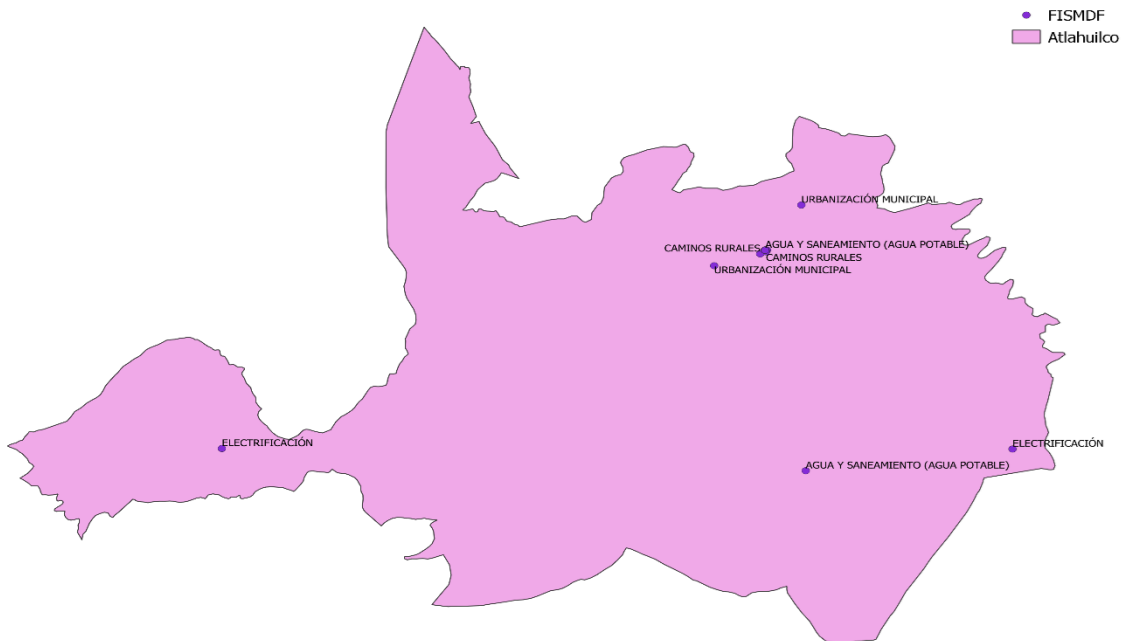 FISMDF
Atlahuilco
URBANIZACIÓN MUNICIPAL
CAMINOS RURALES
AGUA Y SANEAMIENTO (AGUA POTABLE)
CAMINOS RURALES
URBANIZACIÓN MUNICIPAL
ELECTRIFICACIÓN
ELECTRIFICACIÓN
AGUA Y SANEAMIENTO (AGUA POTABLE)